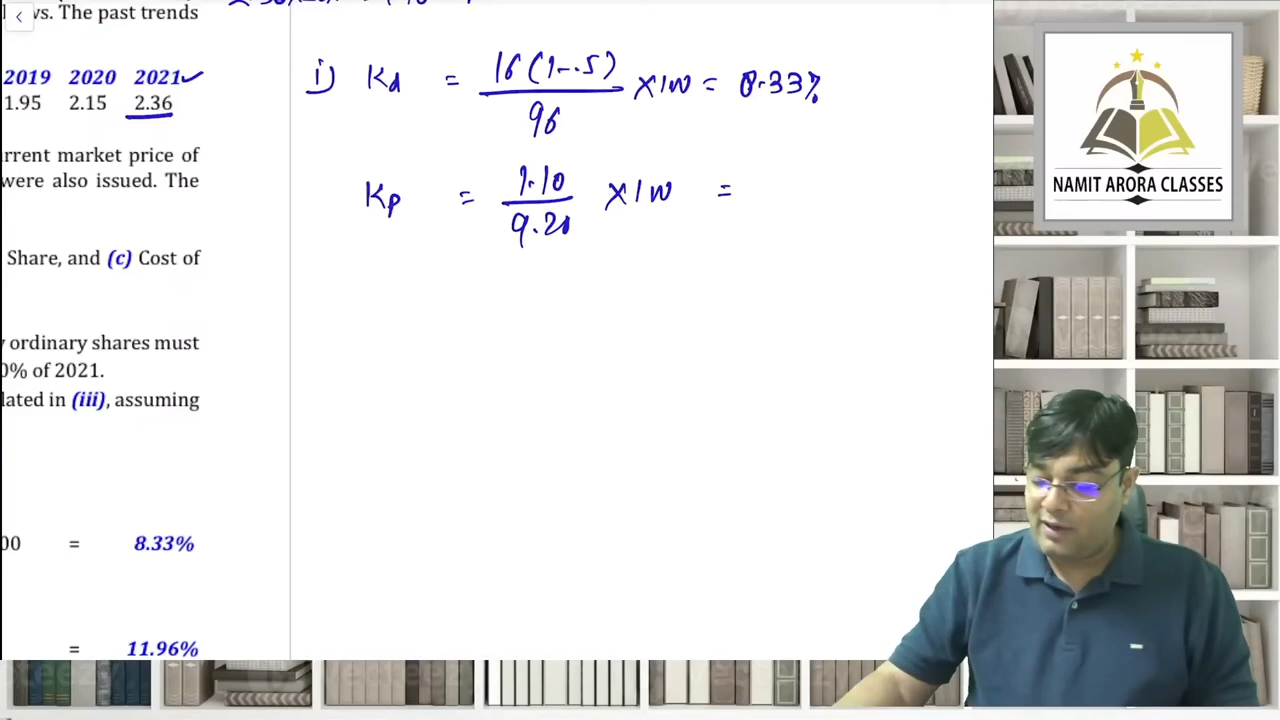 vs. The past trends
2019 2020 2021
1.95 2.15 2.36
rrent market price of
were also issued. The
Share, and (c) Cost of
ordinary shares must
0% of 2021.
lated in (iii), assuming
00 = 8.33%
= 11.96%
i) Kd = 16(1-.5) / 96 × 100 = 8.33%
Kp = 1.10 / 9.20 × 100 =
NAMIT ARORA CLASSES